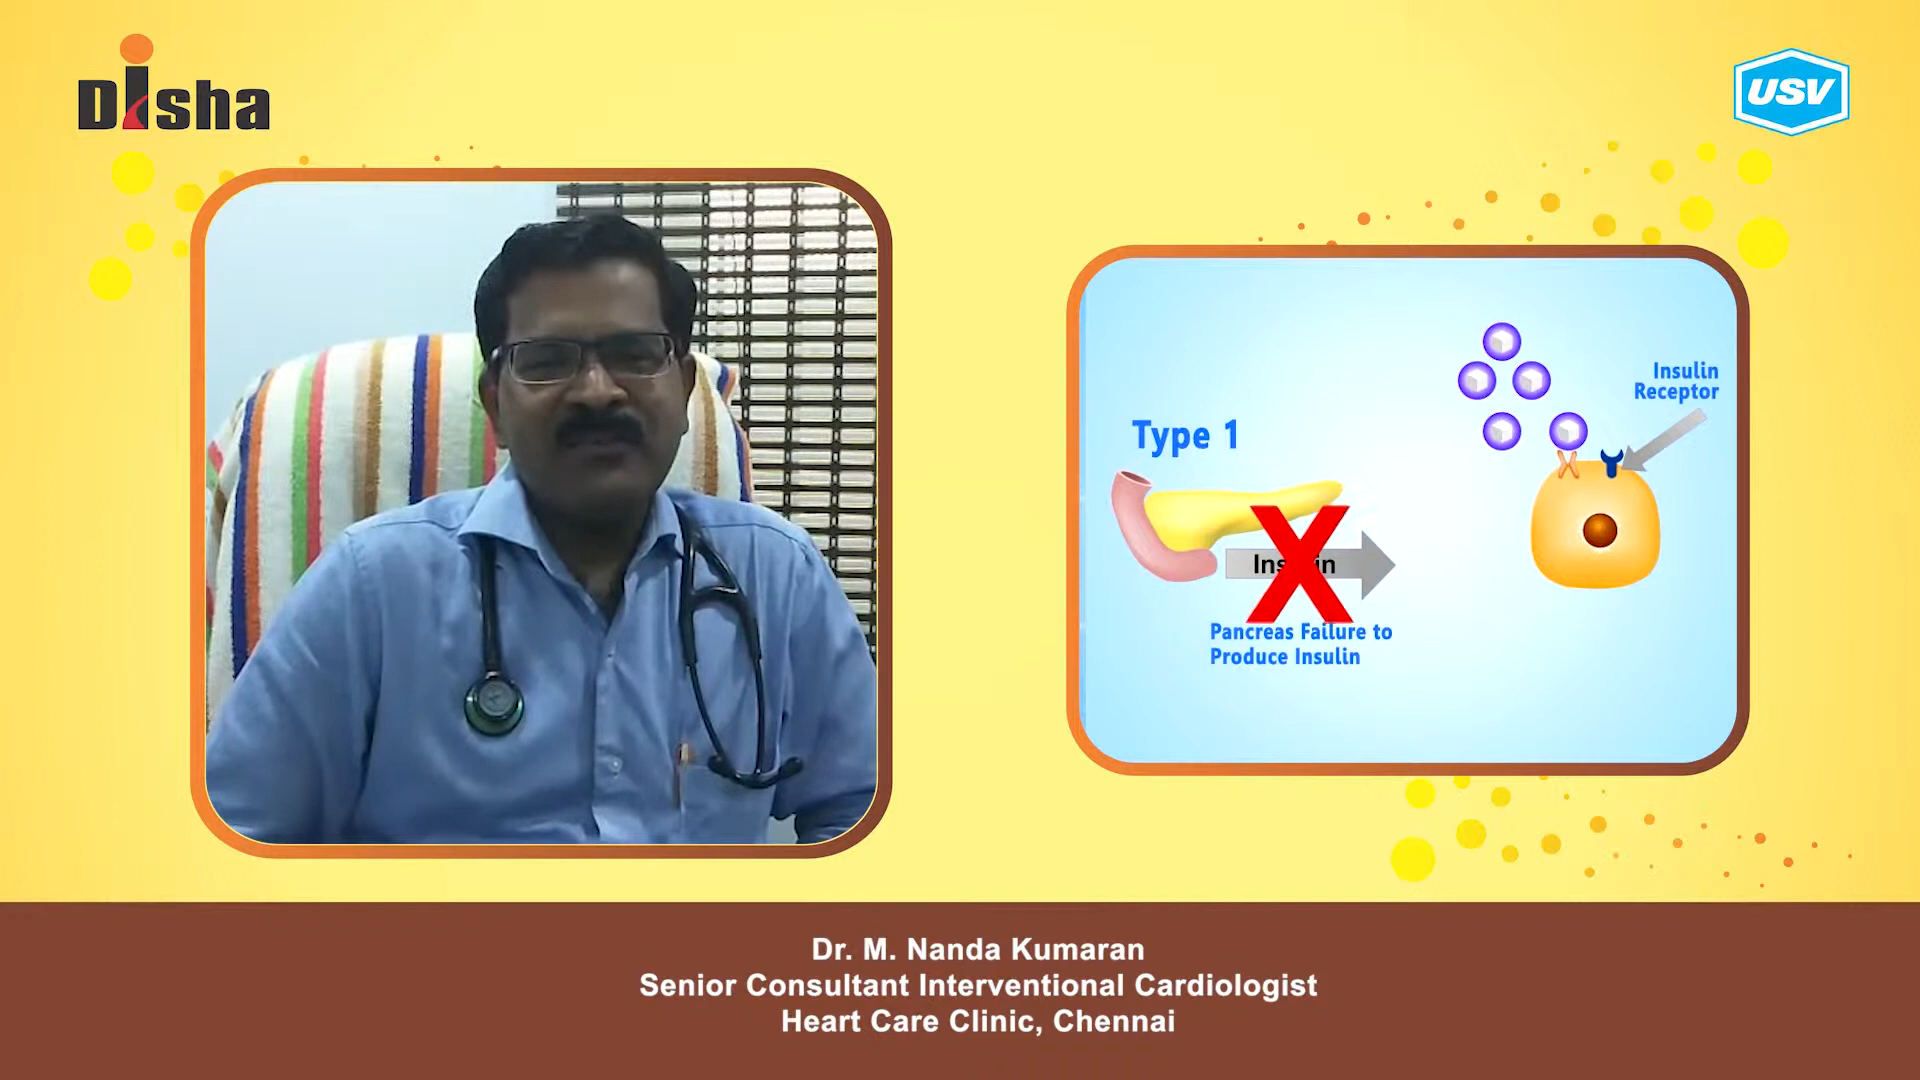 Disha
USV
Type 1
Insulin
Receptor
Pancreas Failure to
Produce Insulin
Dr. M. Nanda Kumaran
Senior Consultant Interventional Cardiologist
Heart Care Clinic, Chennai